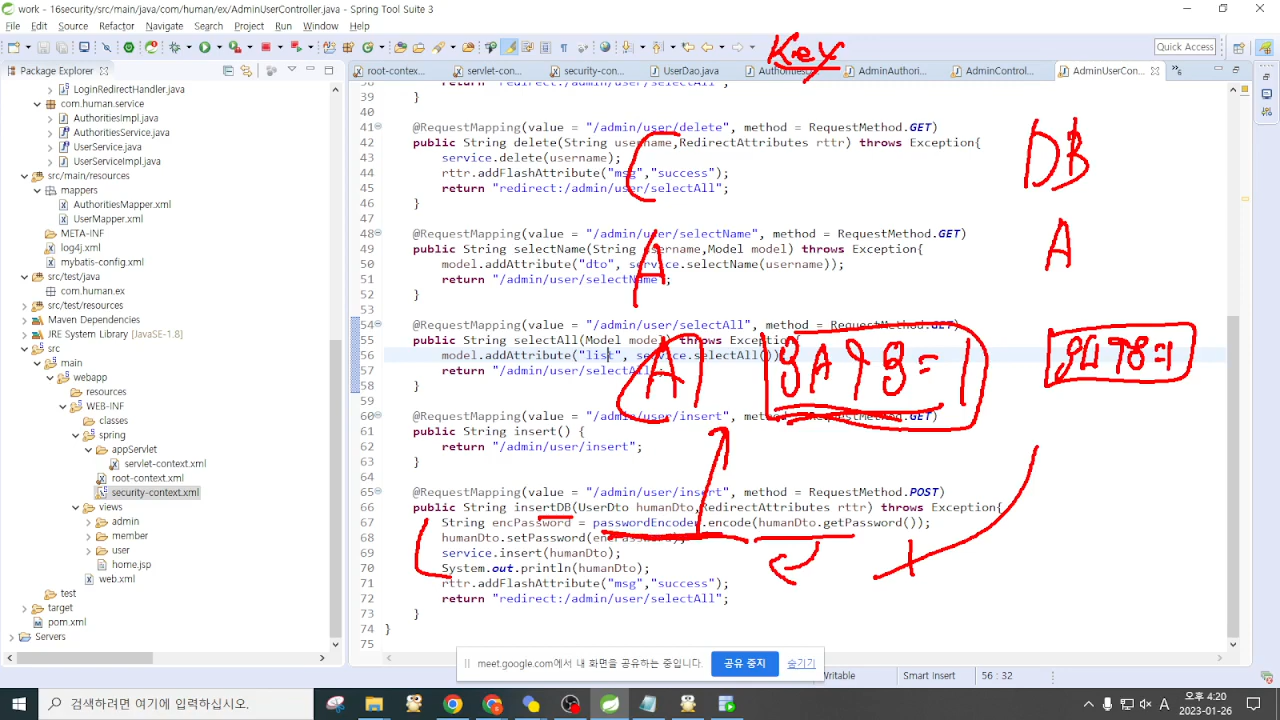 work - 16security/src/main/java/com/human/ex/AdminUserController.java - Spring Tool Suite 3
File Edit Source Refactor Navigate Search Project Run Window Help
Quick Access
Key
Package Explorer
root-contex...
servlet-con...
security-con...
UserDao.java
Authorities
AdminAuthori...
AdminControl...
AdminUserCon...
LoginRedirectHandler.java
com.human.service
AuthoritiesImpl.java
AuthoritiesService.java
UserService.java
UserServiceImpl.java
src/main/resources
mappers
AuthoritiesMapper.xml
UserMapper.xml
META-INF
log4j.xml
mybatis-config.xml
src/test/java
com.human.ex
src/test/resources
Maven Dependencies
JRE System Library [JavaSE-1.8]
src
main
webapp
resources
WEB-INF
classes
spring
appServlet
servlet-context.xml
root-context.xml
security-context.xml
views
admin
member
user
home.jsp
web.xml
test
target
pom.xml
Servers
39 }
40
41 @RequestMapping(value = "/admin/user/delete", method = RequestMethod.GET)
42 public String delete(String username,RedirectAttributes rttr) throws Exception{
43 service.delete(username);
44 rttr.addFlashAttribute("msg","success");
45 return "redirect:/admin/user/selectAll";
46 }
47
48 @RequestMapping(value = "/admin/user/selectName", method = RequestMethod.GET)
49 public String selectName(String username,Model model) throws Exception{
50 model.addAttribute("dto", service.selectName(username));
51 return "/admin/user/selectName";
52 }
53
54 @RequestMapping(value = "/admin/user/selectAll", method = RequestMethod.GET)
55 public String selectAll(Model model) throws Exception{
56 model.addAttribute("list", service.selectAll());
57 return "/admin/user/selectAll";
58 }
59
60 @RequestMapping(value = "/admin/user/insert", method = RequestMethod.GET)
61 public String insert() {
62 return "/admin/user/insert";
63 }
64
65 @RequestMapping(value = "/admin/user/insert", method = RequestMethod.POST)
66 public String insertDB(UserDto humanDto,RedirectAttributes rttr) throws Exception{
67 String encPassword = passwordEncoder.encode(humanDto.getPassword());
68 humanDto.setPassword(encPassword);
69 service.insert(humanDto);
70 System.out.println(humanDto);
71 rttr.addFlashAttribute("msg","success");
72 return "redirect:/admin/user/selectAll";
73 }
74 }
75
DB
A
A
A
meet.google.com에서 내 화면을 공유하는 중입니다. 공유 중지 숨기기
Writable
Smart Insert
56 : 32
검색하려면 여기에 입력하십시오.
A
오후 4:20
2023-01-26